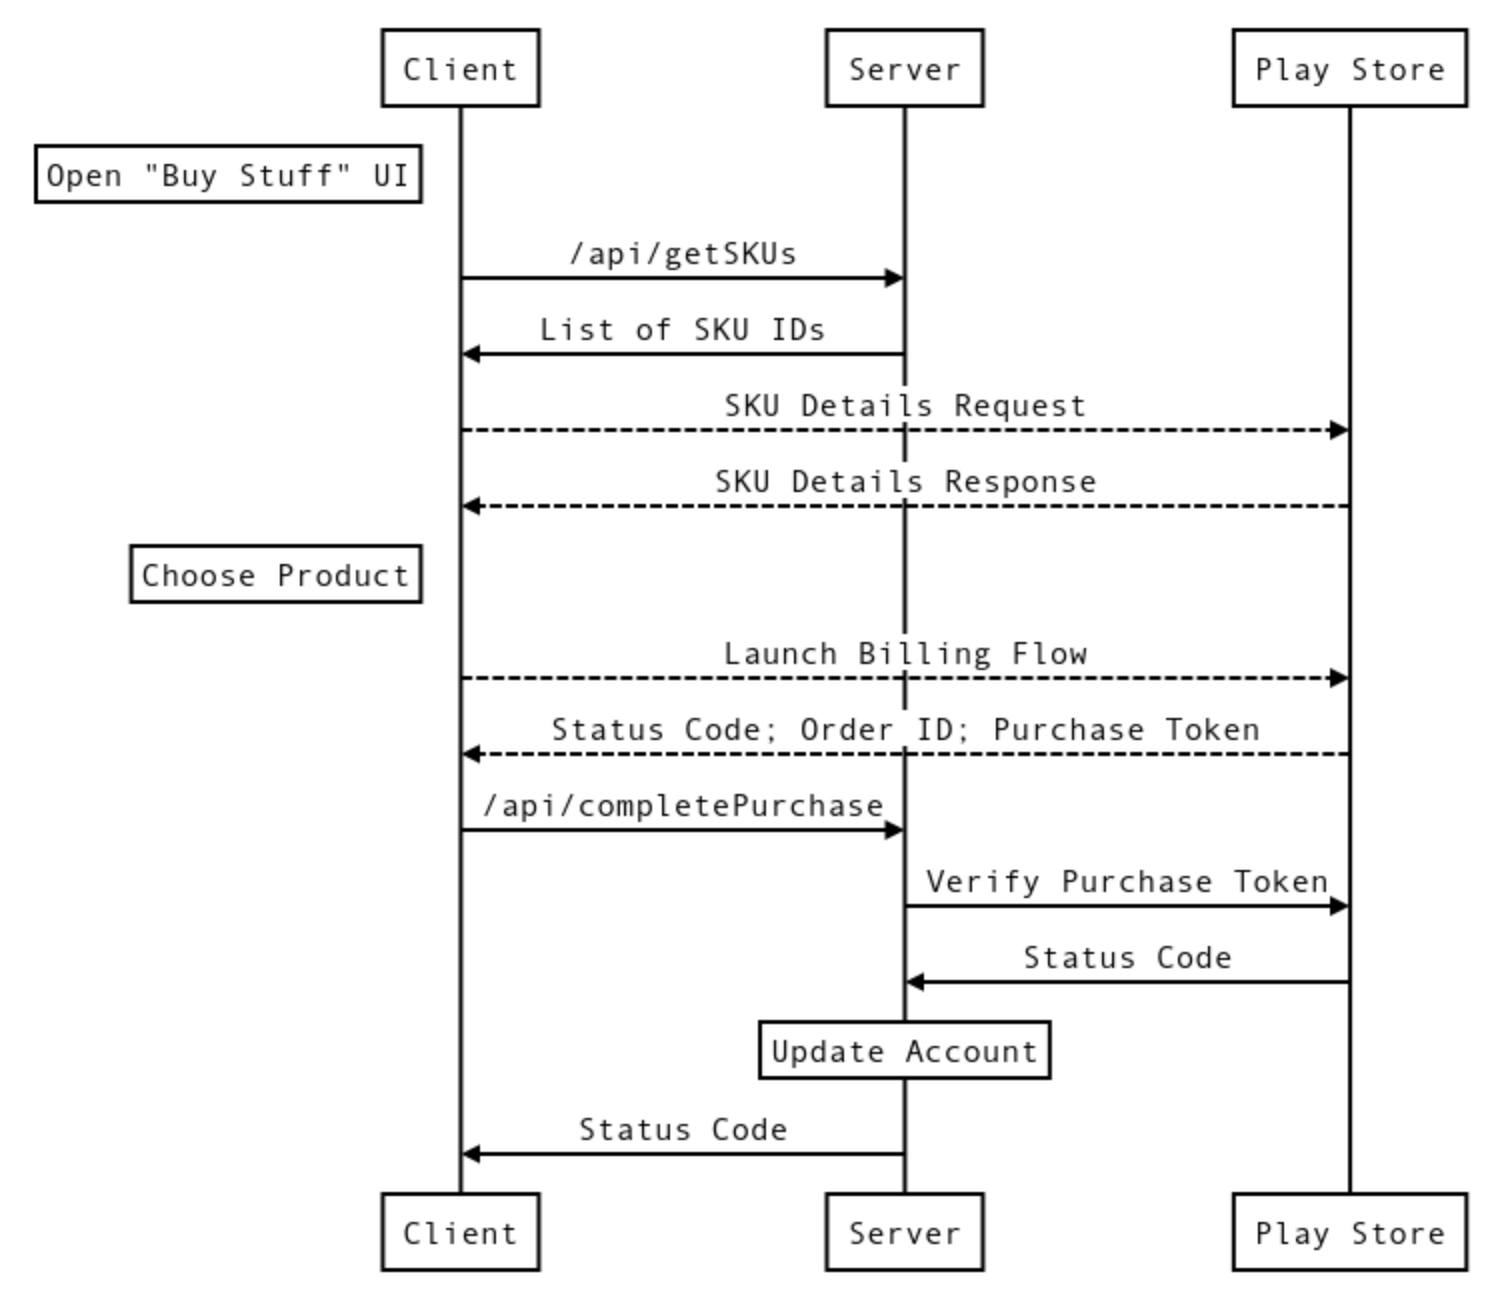 Client
Server
Play Store
Open "Buy Stuff" UI
/api/getSKUs
List of SKU IDs
SKU Details Request
SKU Details Response
Choose Product
Launch Billing Flow
Status Code; Order ID; Purchase Token
/api/completePurchase
Verify Purchase Token
Status Code
Update Account
Status Code
Client
Server
Play Store